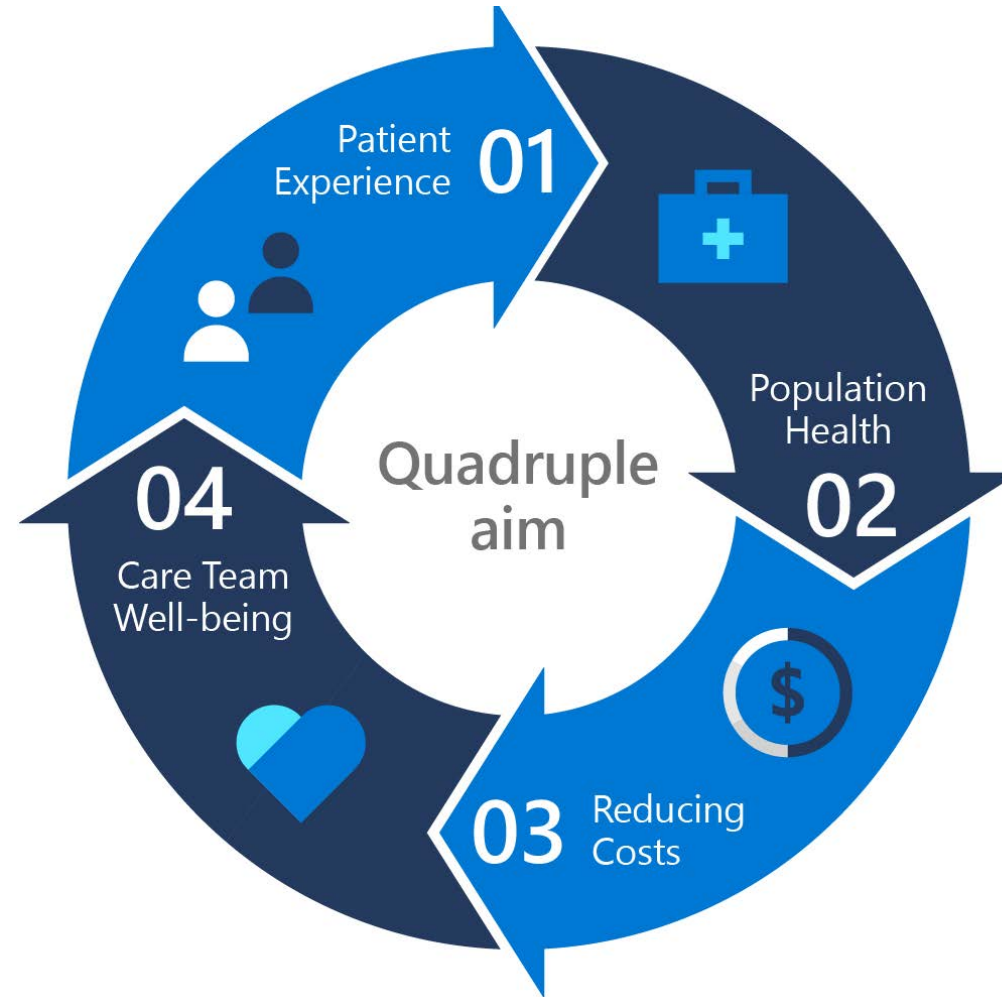 Patient
Experience
01
Population
Health
02
Quadruple
aim
04
Care Team
Well-being
$
03
Reducing
Costs